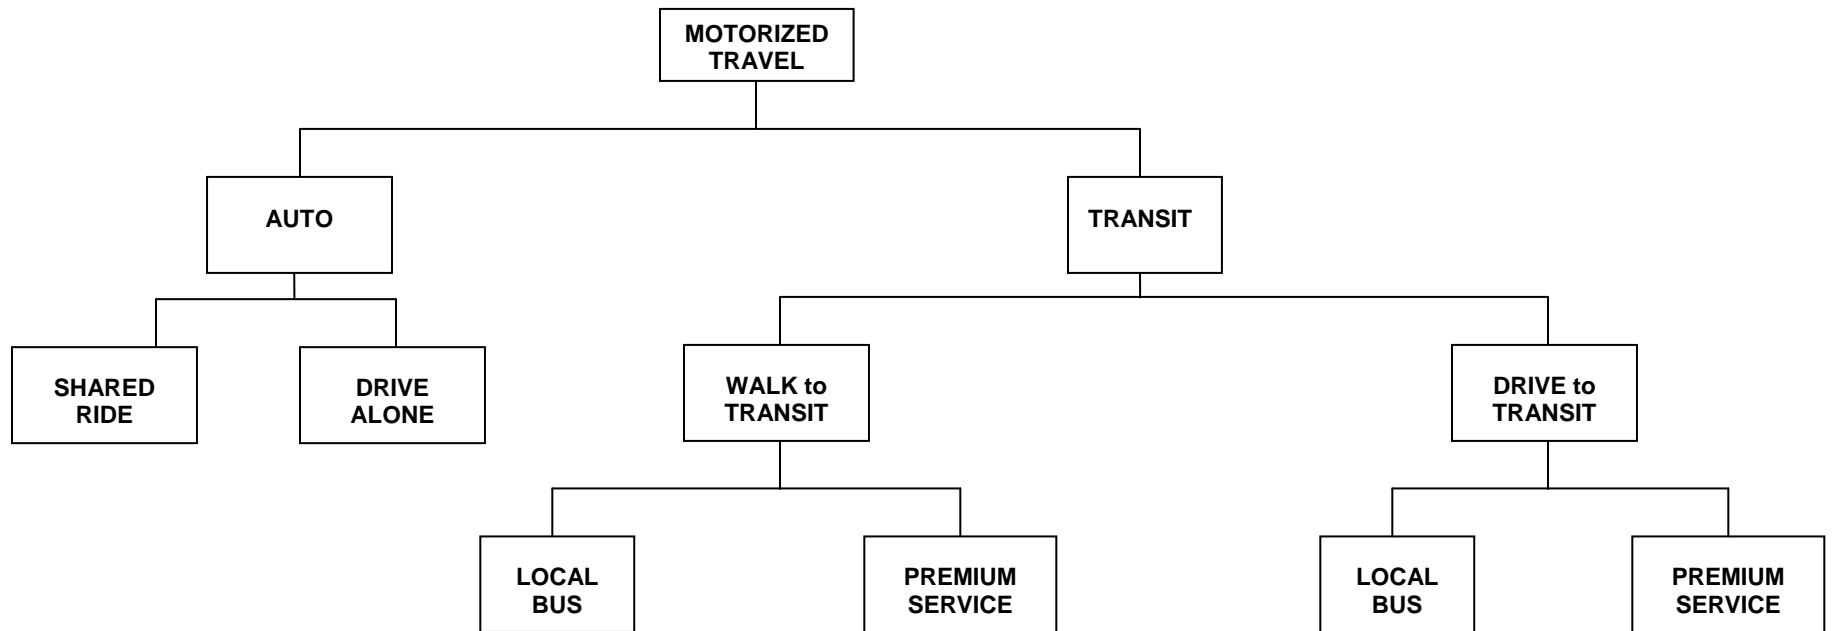 MOTORIZED
TRAVEL
AUTO
TRANSIT
SHARED
RIDE
DRIVE
ALONE
WALK to
TRANSIT
DRIVE to
TRANSIT
LOCAL
BUS
PREMIUM
SERVICE
LOCAL
BUS
PREMIUM
SERVICE